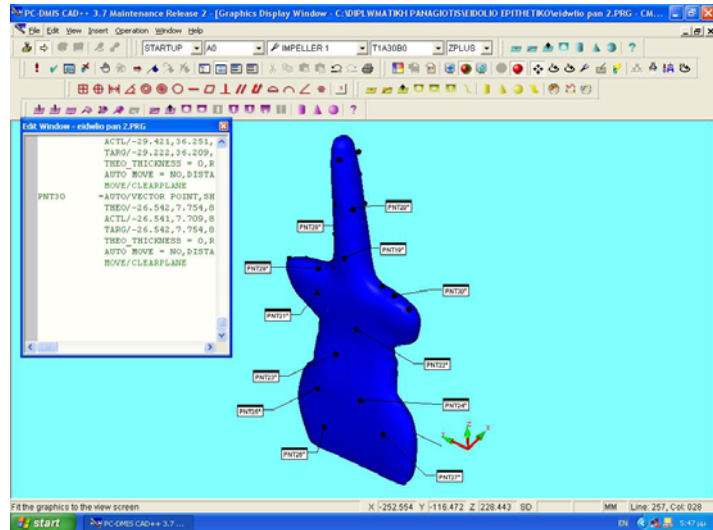 PC-DMIS CAD++ 3.7 Maintenance Release 2 - [Graphics Display Window - C:\DIPLWMATIKH PANAGIOTIS\EIDOLIO EPITHETIKO\eidwlio pan 2.PRG - CM...
File Edit View Insert Operation Window Help
STARTUP A0 IMPELLER 1 T1A30B0 ZPLUS
Edit Window - eidwlio pan 2.PRG
ACTL/-29.421,36.251,
TARG/-29.222,36.209,
THEO_THICKNESS = 0,R
AUTO MOVE = NO,DISTA
MOVE/CLEARPLANE
PNT30 =AUTO/VECTOR POINT,SH
THEO/-26.542,7.754,8
ACTL/-26.541,7.709,8
TARG/-26.542,7.754,8
THEO_THICKNESS = 0,R
AUTO MOVE = NO,DISTA
MOVE/CLEARPLANE
PNT20*
PNT28*
PNT19*
PNT29*
PNT30*
PNT21*
PNT22*
PNT23*
PNT24*
PNT25*
PNT26*
PNT27*
Z
Fit the graphics to the view screen
X -252.554 Y -116.472 Z 228.443 SD MM Line: 257, Col: 028
start PC-DMIS CAD++ 3.7 ... EN 5:47 μμ